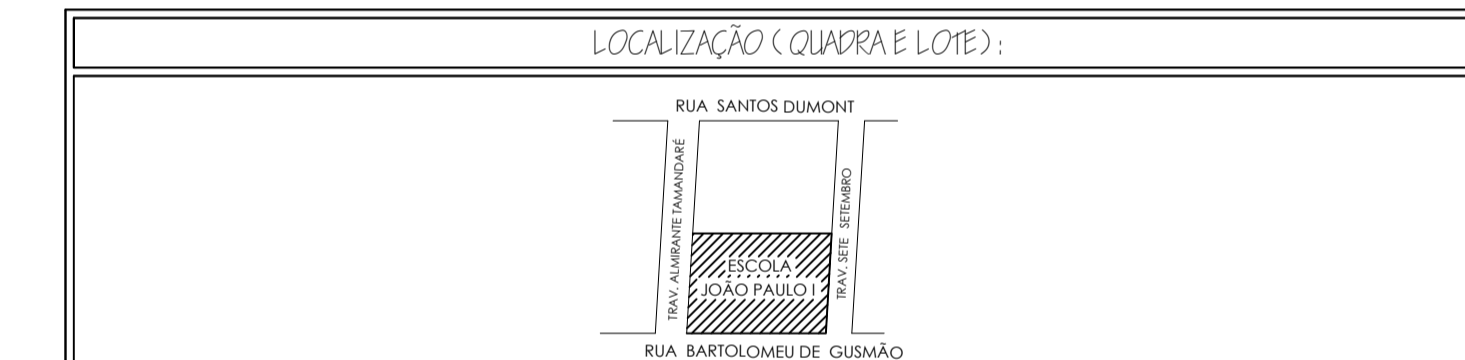 LOCALIZAÇÃO ( QUADRA E LOTE) :
RUA SANTOS DUMONT
TRAV. ALMIRANTE TAMANDARÉ
TRAV. SETE SETEMBRO
ESCOLA
JOÃO PAULO I
RUA BARTOLOMEU DE GUSMÃO